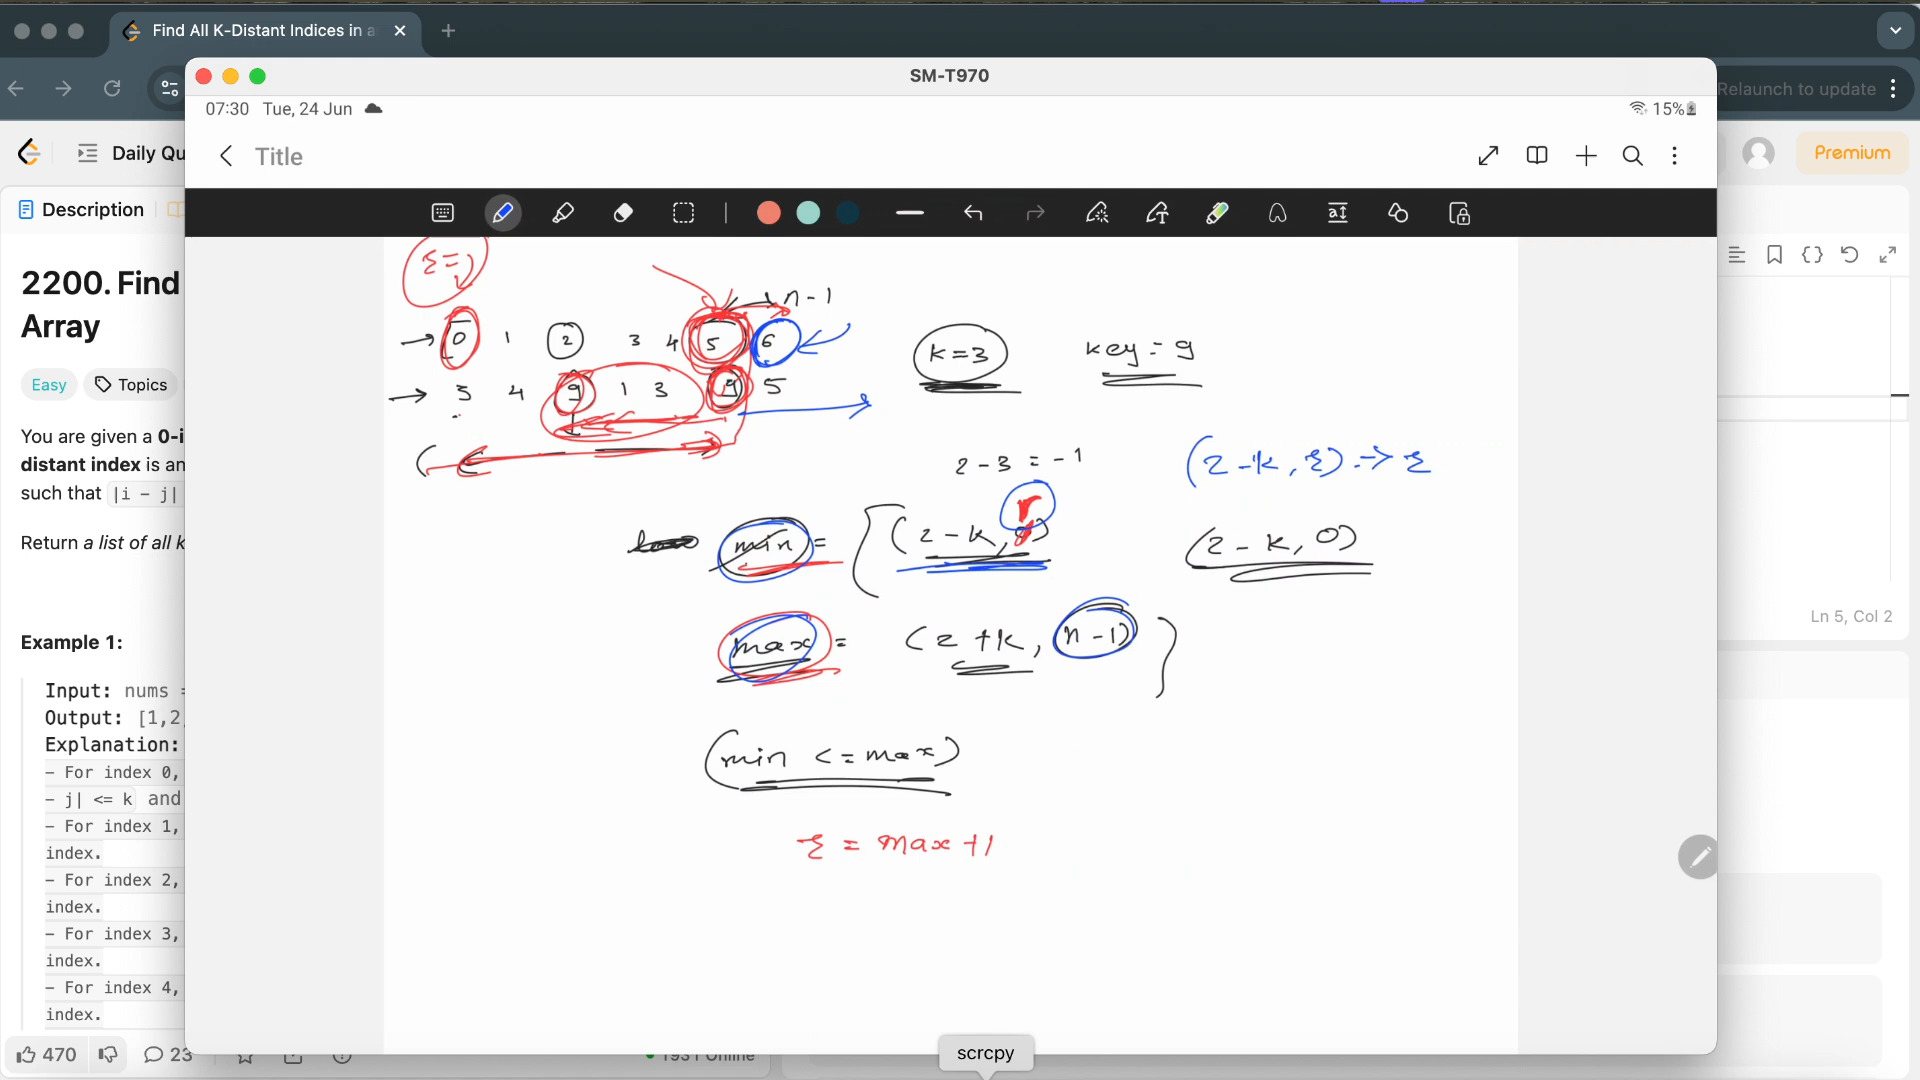 Find All K-Distant Indices in a
SM-T970
Relaunch to update
07:30 Tue, 24 Jun
15%
Daily Qu
Title
Premium
Description
2200. Find
Array
Easy
Topics
You are given a 0-i
distant index is an
such that |i - j|
Return a list of all k
n-1
0 1 2 3 4 5 6
k=3
key = 9
3 4 9 1 3 9 5
2-3 = -1
(2-k, r) -> r
min = (2-k, r)
(2-k, 0)
max = (2+k, n-1)
(min <= max)
r = max+1
Ln 5, Col 2
Example 1:
Input: nums =
Output: [1,2,
Explanation:
- For index 0,
- j| <= k and
- For index 1,
index.
- For index 2,
index.
- For index 3,
index.
- For index 4,
index.
470
23
1931 Online
scrcpy